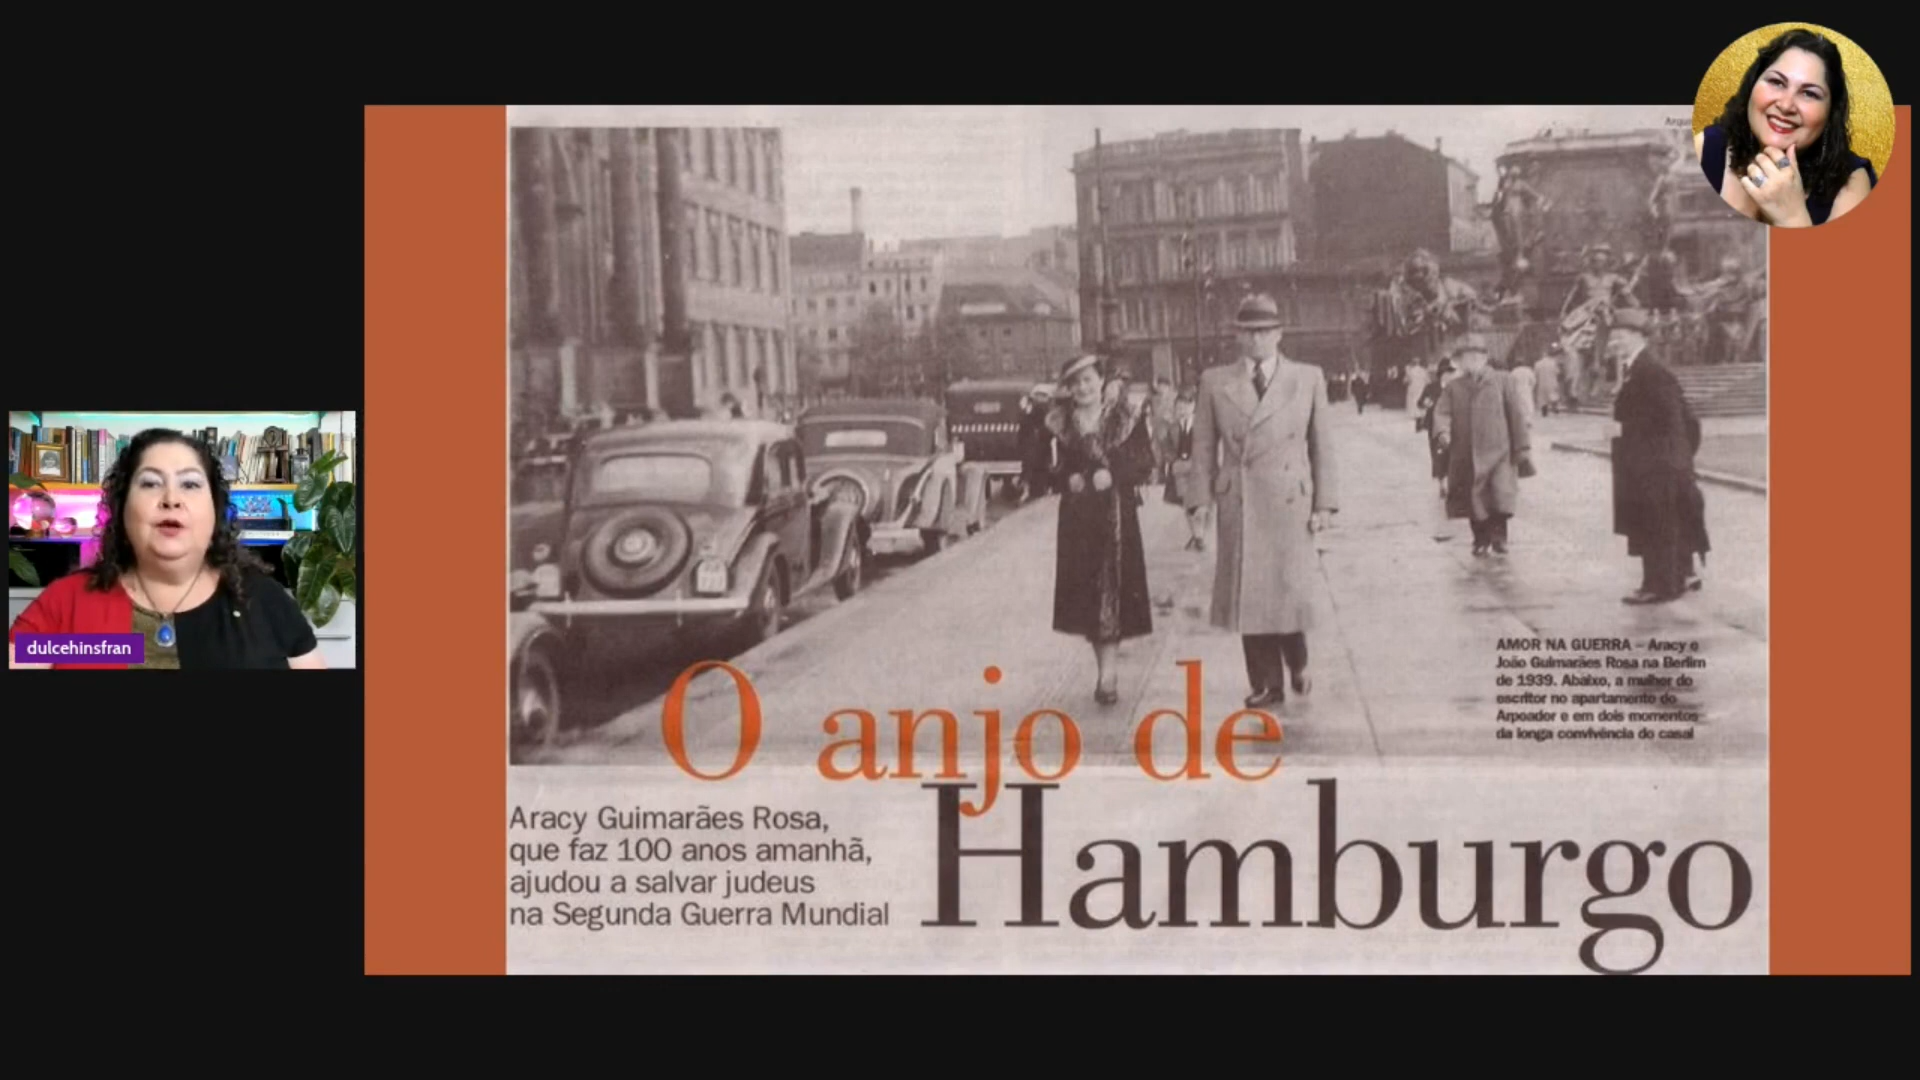 dulcehinsfran
AMOR NA GUERRA – Aracy e
João Guimarães Rosa na Berlim
de 1939. Abaixo, a mulher do
escritor no apartamento do
Arpoador e em dois momentos
da longa convivência do casal
O anjo de
Hamburgo
Aracy Guimarães Rosa,
que faz 100 anos amanhã,
ajudou a salvar judeus
na Segunda Guerra Mundial